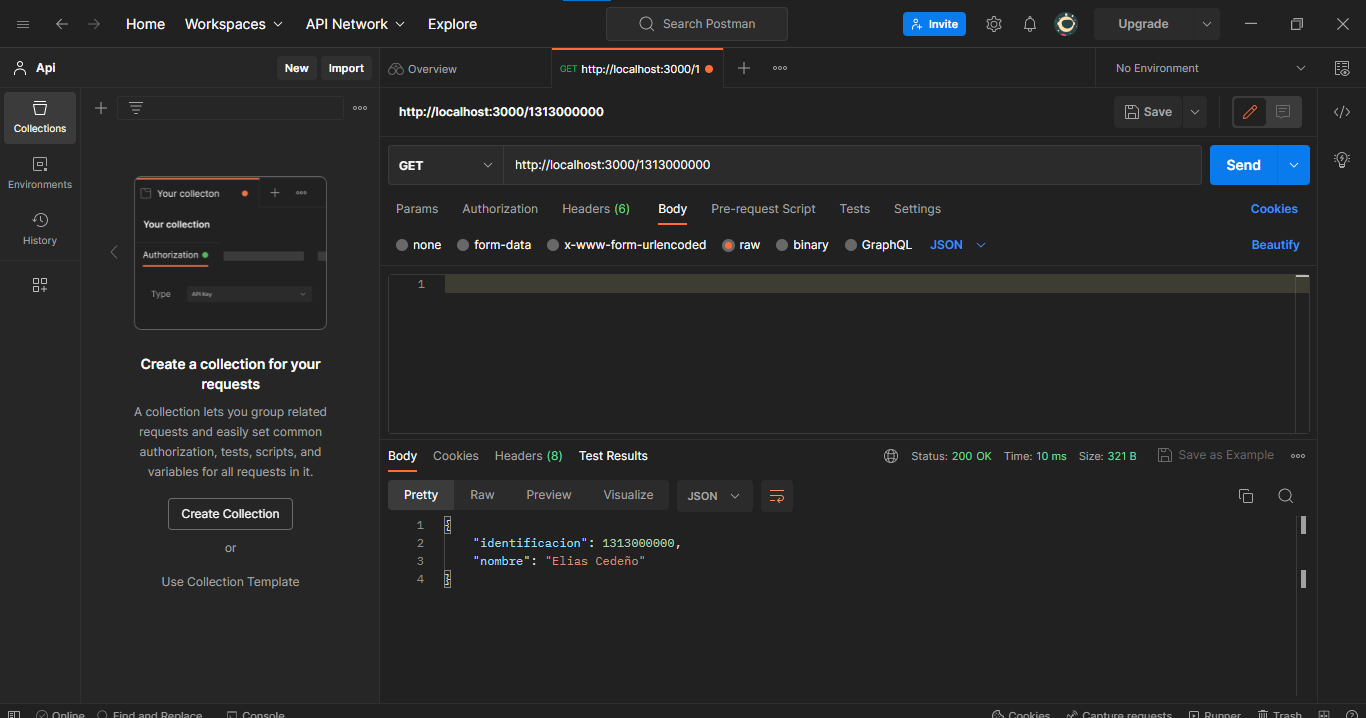 Home Workspaces API Network Explore Search Postman Invite Upgrade
Api New Import Overview GET http://localhost:3000/1 No Environment
Collections
Environments
History
Your collecton
Your collection
Authorization
Type API Key
Create a collection for your
requests
A collection lets you group related
requests and easily set common
authorization, tests, scripts, and
variables for all requests in it.
Create Collection
or
Use Collection Template
http://localhost:3000/1313000000 Save
GET http://localhost:3000/1313000000 Send
Params Authorization Headers (6) Body Pre-request Script Tests Settings Cookies
none form-data x-www-form-urlencoded raw binary GraphQL JSON Beautify
1
Body Cookies Headers (8) Test Results Status: 200 OK Time: 10 ms Size: 321 B Save as Example
Pretty Raw Preview Visualize JSON
1 {
2 "identificacion": 1313000000,
3 "nombre": "Elias Cedeño"
4 }
Online Find and Replace Console Cookies Capture requests Runner Trash